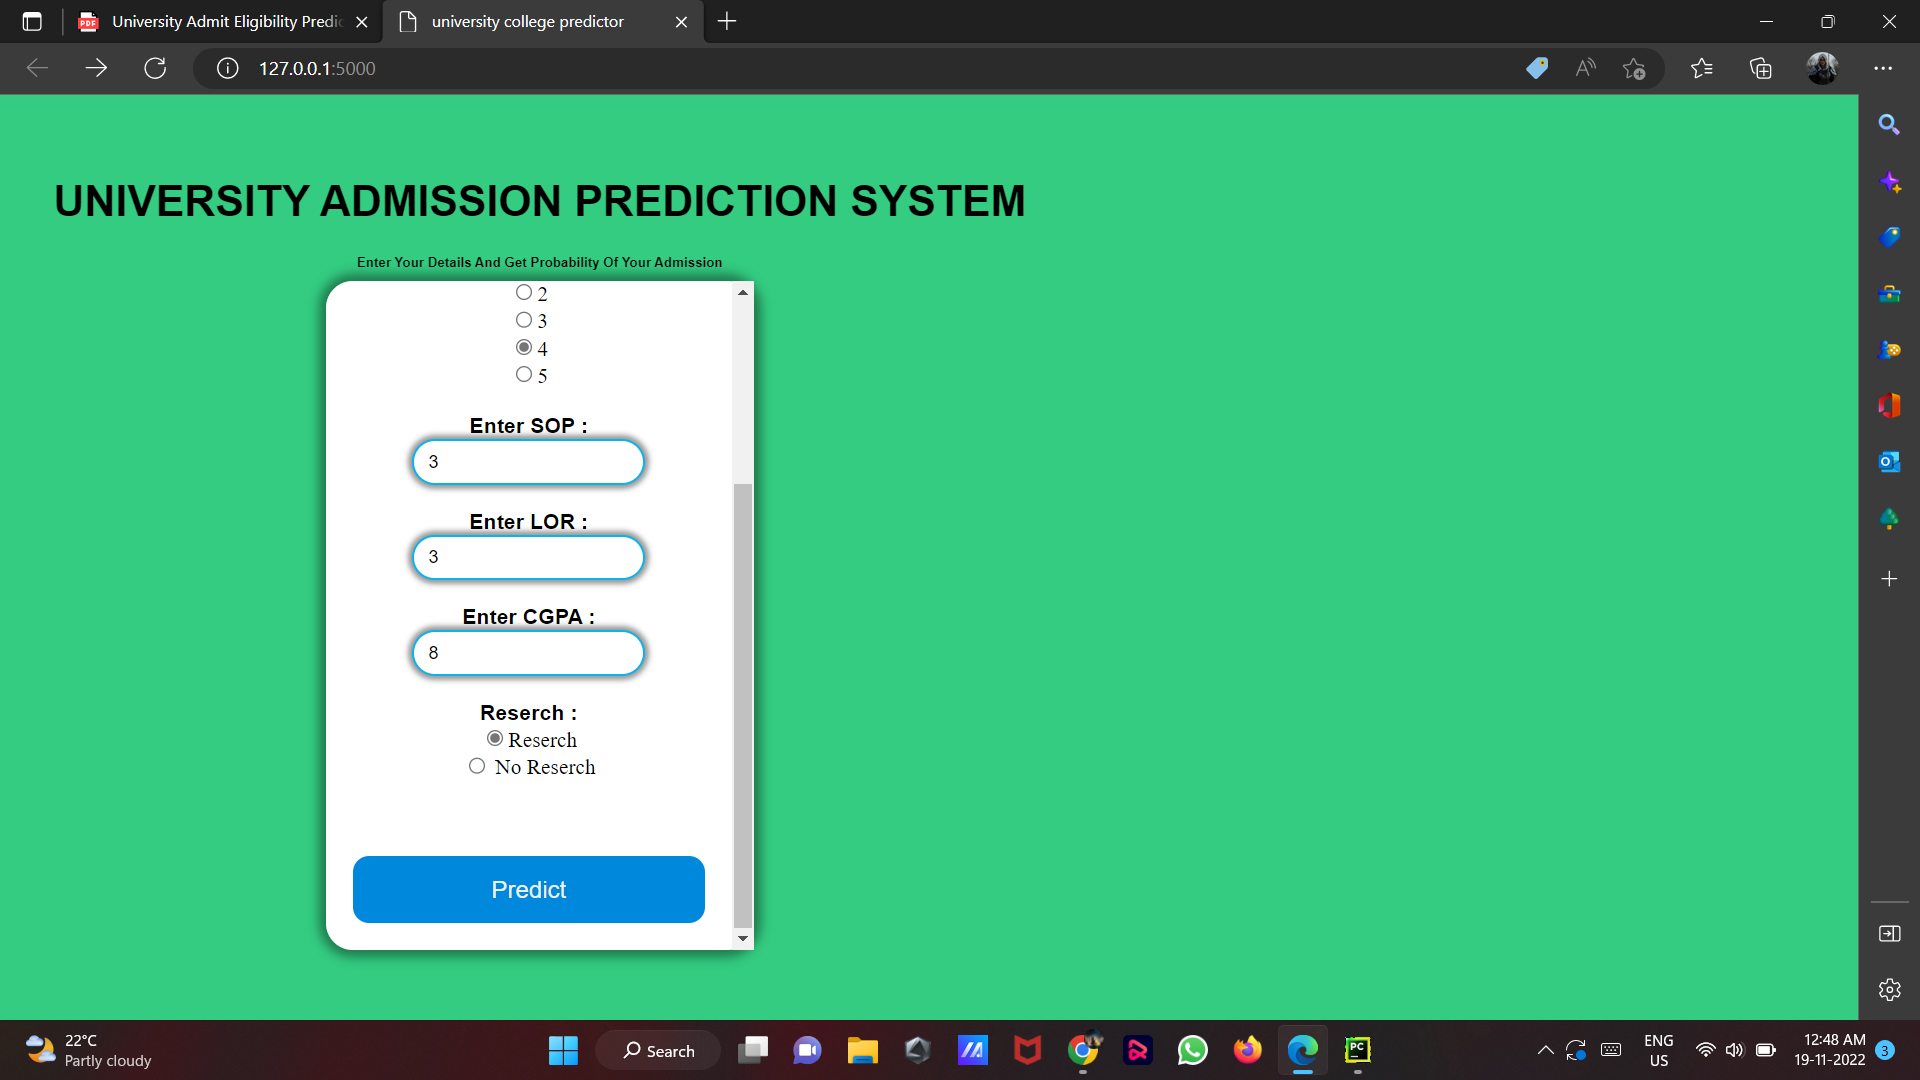 University Admit Eligibility Predic
university college predictor
127.0.0.1:5000
UNIVERSITY ADMISSION PREDICTION SYSTEM
Enter Your Details And Get Probability Of Your Admission
2
3
4
5
Enter SOP :
3
Enter LOR :
3
Enter CGPA :
8
Reserch :
Reserch
No Reserch
Predict
22°C
Partly cloudy
Search
ENG
US
12:48 AM
19-11-2022
3